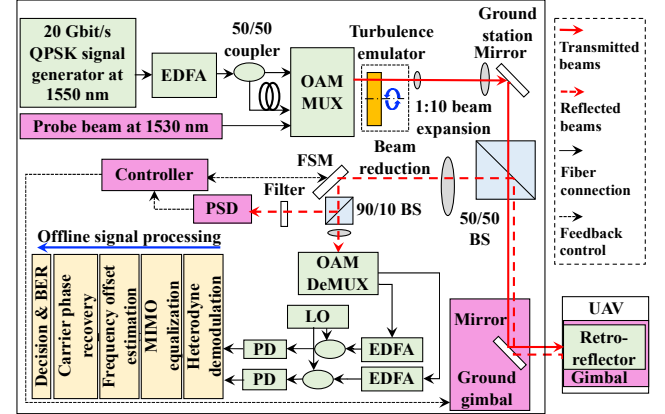 20 Gbit/s
QPSK signal
generator at
1550 nm
EDFA
50/50
coupler
OAM
MUX
Turbulence
emulator
1:10 beam
expansion
Ground
station
Mirror
Probe beam at 1530 nm
Transmitted
beams
Reflected
beams
Fiber
connection
Feedback
control
Controller
PSD
Filter
FSM
90/10 BS
Beam
reduction
50/50
BS
Offline signal processing
Decision & BER
Carrier phase
recovery
Frequency offset
estimation
MIMO
equalization
Heterodyne
demodulation
OAM
DeMUX
LO
PD
EDFA
PD
EDFA
Mirror
Ground
gimbal
UAV
Retro-
reflector
Gimbal